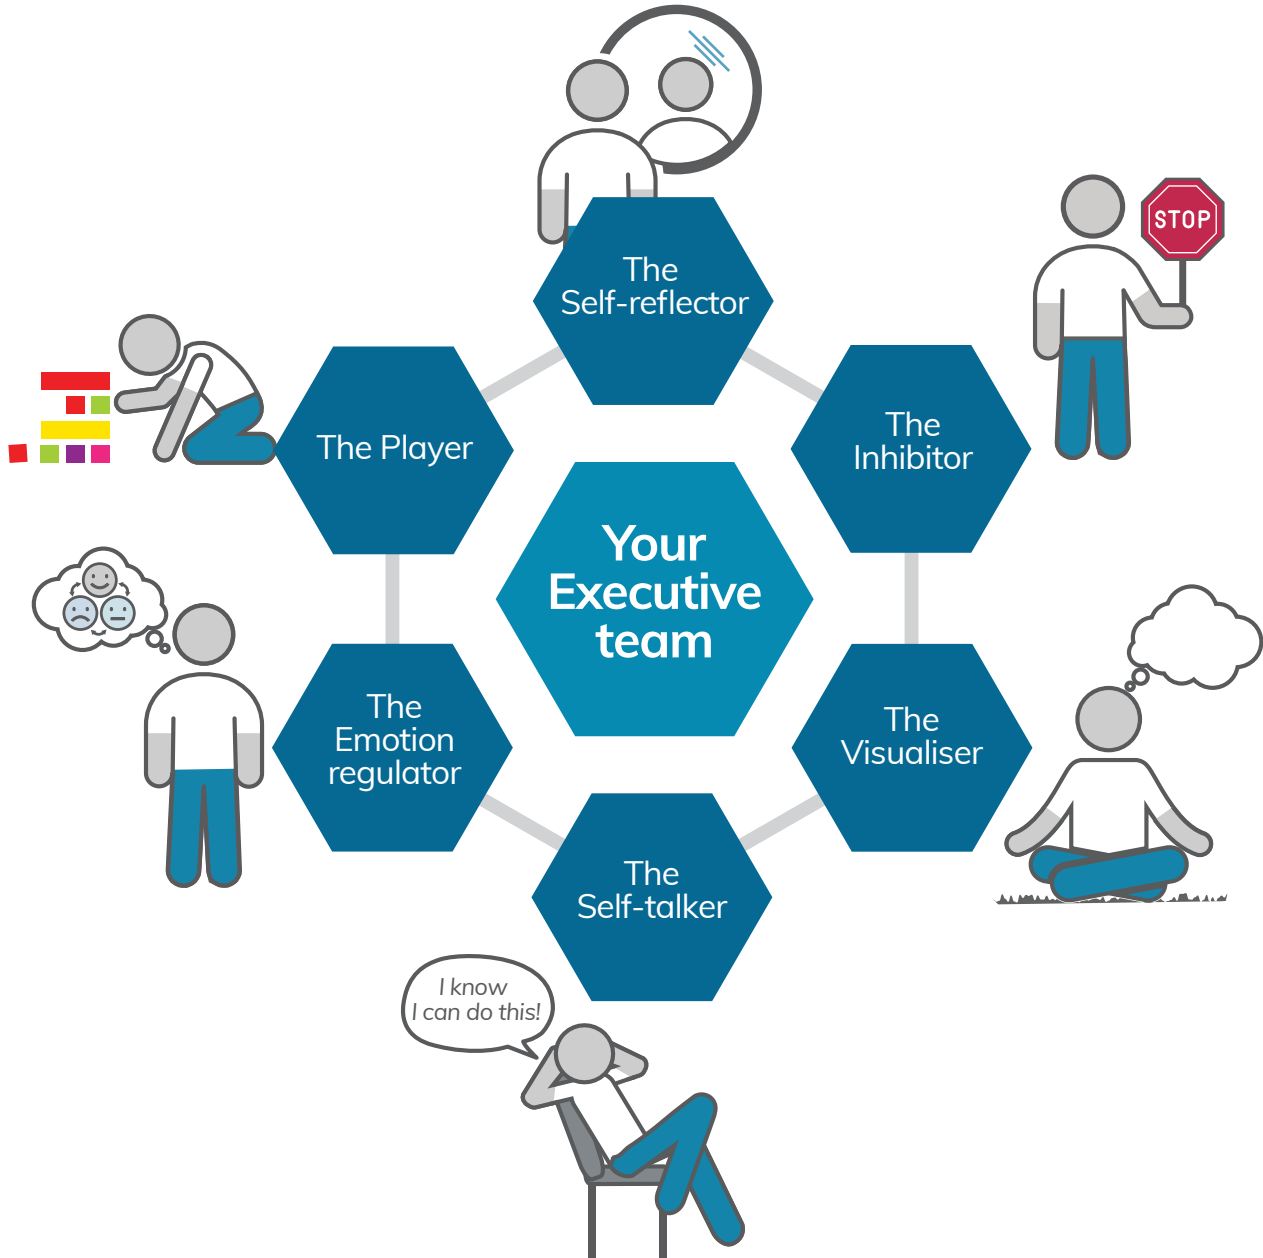 The
Self-reflector
STOP
The
Inhibitor
The Player
Your
Executive
team
The
Emotion
regulator
The
Visualiser
The
Self-talker
I know
I can do this!